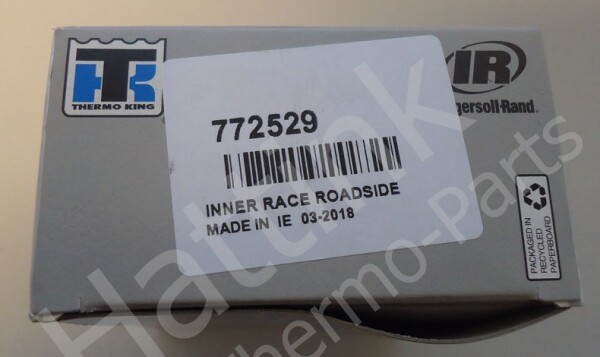 TK
THERMO KING
IR
Ingersoll-Rand
772529
INNER RACE ROADSIDE
MADE IN IE 03-2018
PACKAGED IN
RECYCLED
PAPERBOARD
Thermo-Parts